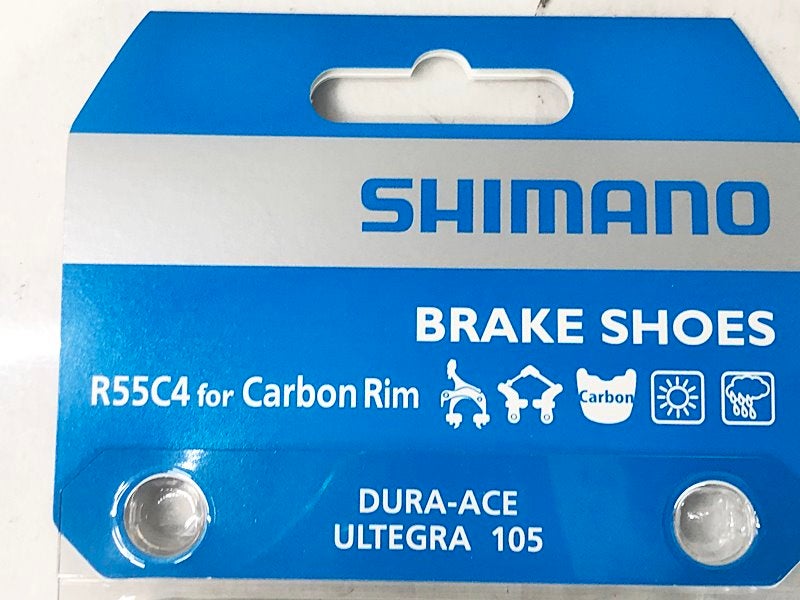 SHIMANO
BRAKE SHOES
R55C4 for Carbon Rim
Carbon
DURA-ACE
ULTEGRA 105